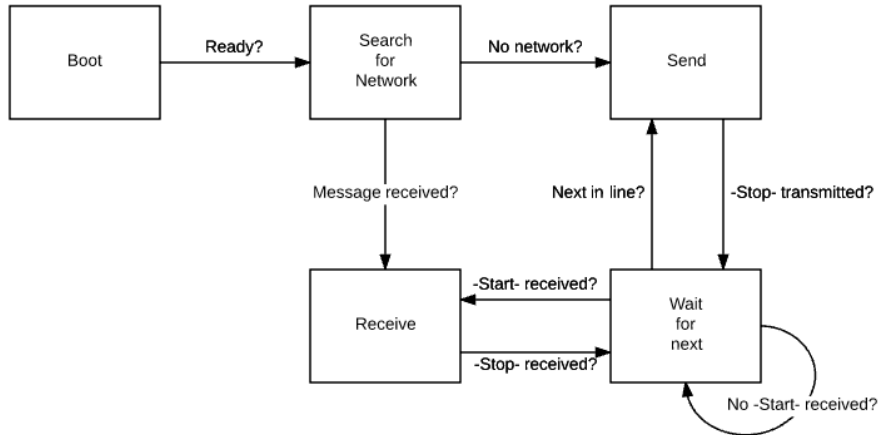 Boot
Ready?
Search
for
Network
No network?
Send
Message received?
Next in line?
-Stop- transmitted?
Receive
-Start- received?
-Stop- received?
Wait
for
next
No -Start- received?